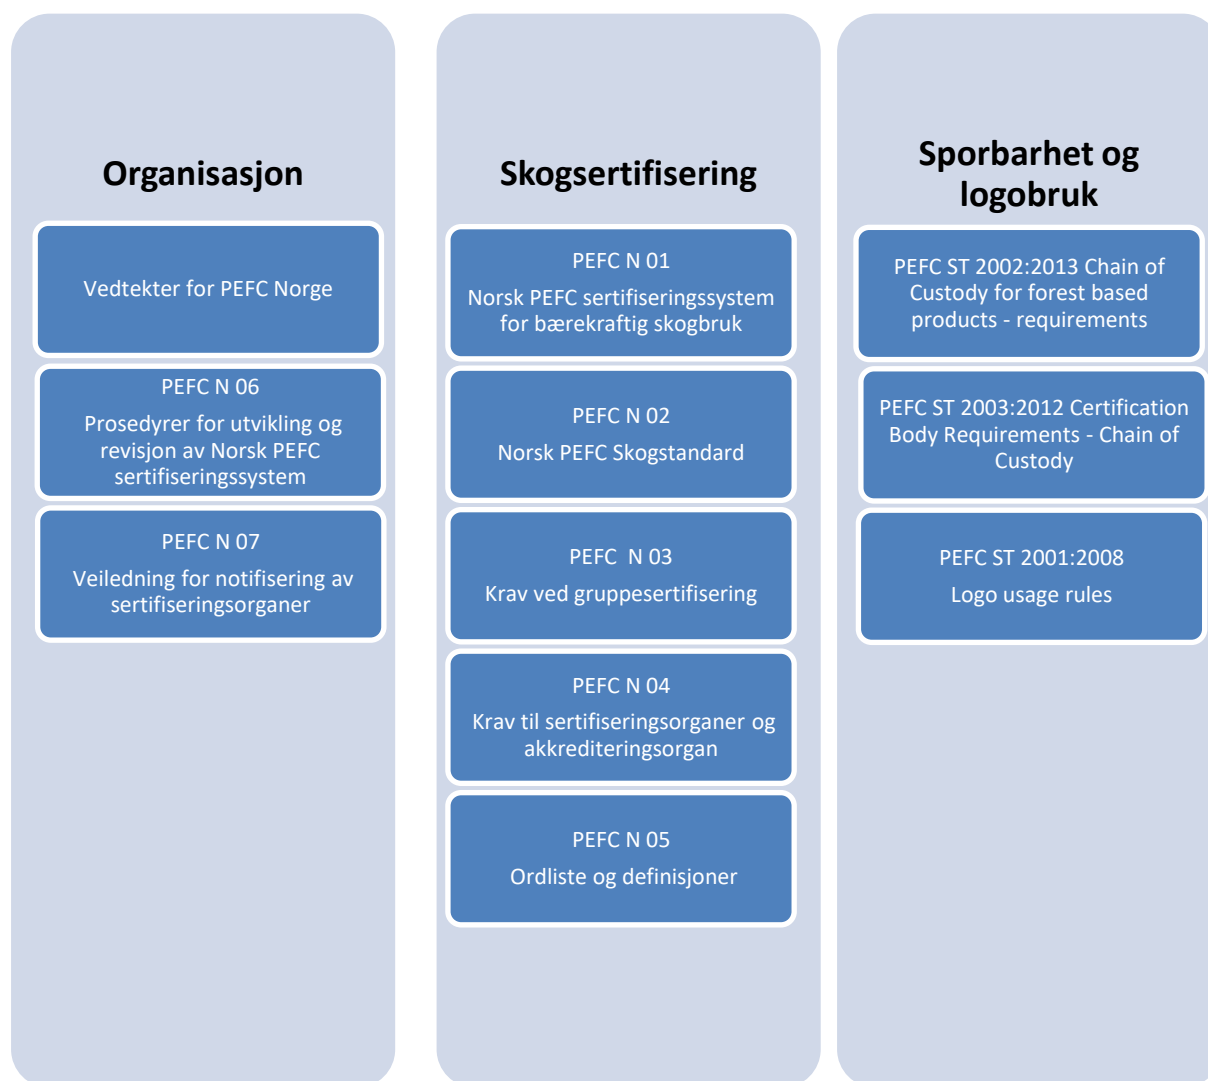 Organisasjon
Vedtekter for PEFC Norge
PEFC N 06
Prosedyrer for utvikling og
revisjon av Norsk PEFC
sertifiseringssystem
PEFC N 07
Veiledning for notifisering av
sertifiseringsorganer
Skogsertifisering
PEFC N 01
Norsk PEFC sertifiseringssystem
for bærekraftig skogbruk
PEFC N 02
Norsk PEFC Skogstandard
PEFC N 03
Krav ved gruppesertifisering
PEFC N 04
Krav til sertifiseringsorganer og
akkrediteringsorgan
PEFC N 05
Ordliste og definisjoner
Sporbarhet og
logobruk
PEFC ST 2002:2013 Chain of
Custody for forest based
products - requirements
PEFC ST 2003:2012 Certification
Body Requirements - Chain of
Custody
PEFC ST 2001:2008
Logo usage rules